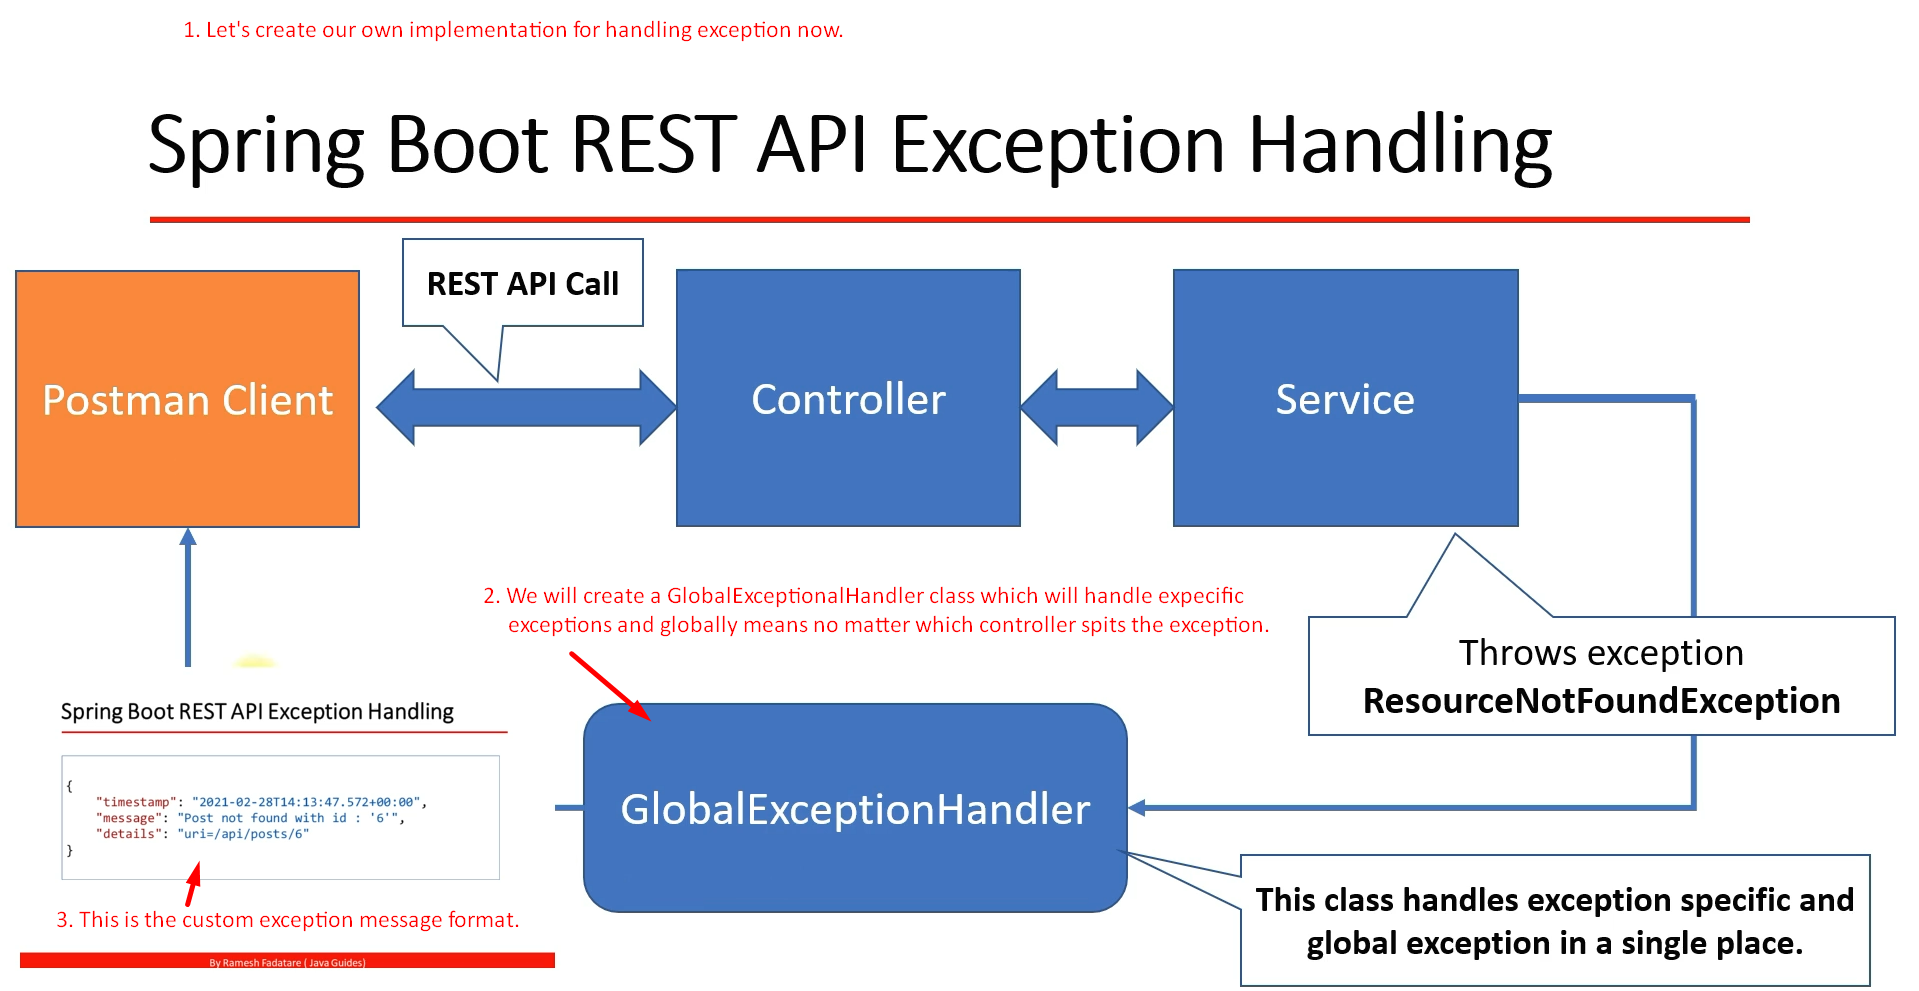 1. Let's create our own implementation for handling exception now.
Spring Boot REST API Exception Handling
REST API Call
Postman Client
Controller
Service
2. We will create a GlobalExceptionalHandler class which will handle expecific
exceptions and globally means no matter which controller spits the exception.
Throws exception
ResourceNotFoundException
Spring Boot REST API Exception Handling
{
"timestamp": "2021-02-28T14:13:47.572+00:00",
"message": "Post not found with id : '6'",
"details": "uri=/api/posts/6"
}
3. This is the custom exception message format.
By Ramesh Fadatare ( Java Guides)
GlobalExceptionHandler
This class handles exception specific and
global exception in a single place.